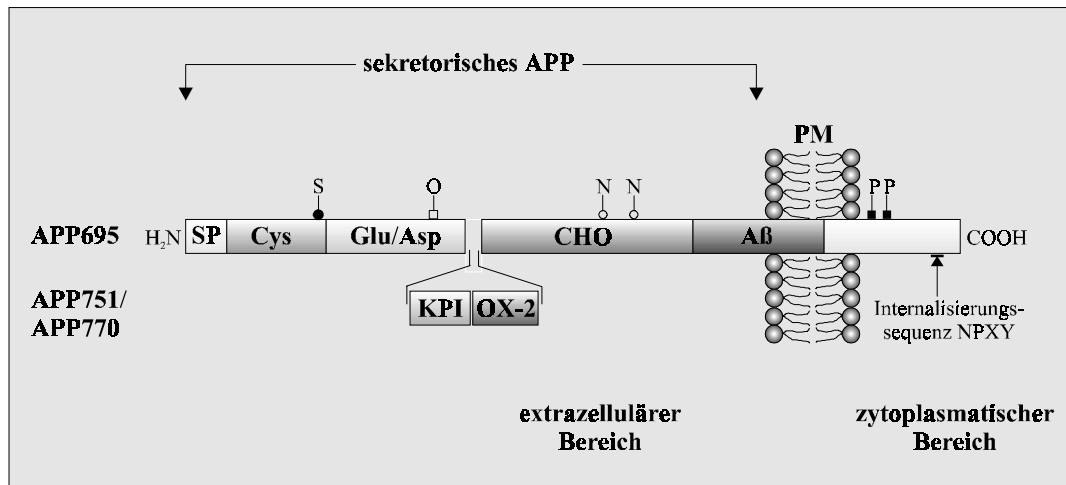 sekretorisches APP
PM
S
O
N N
P P
APP695
H2N
SP
Cys
Glu/Asp
CHO
Aß
COOH
APP751/
APP770
KPI
OX-2
Internalisierungs-
sequenz NPXY
extrazellulärer
Bereich
zytoplasmatischer
Bereich